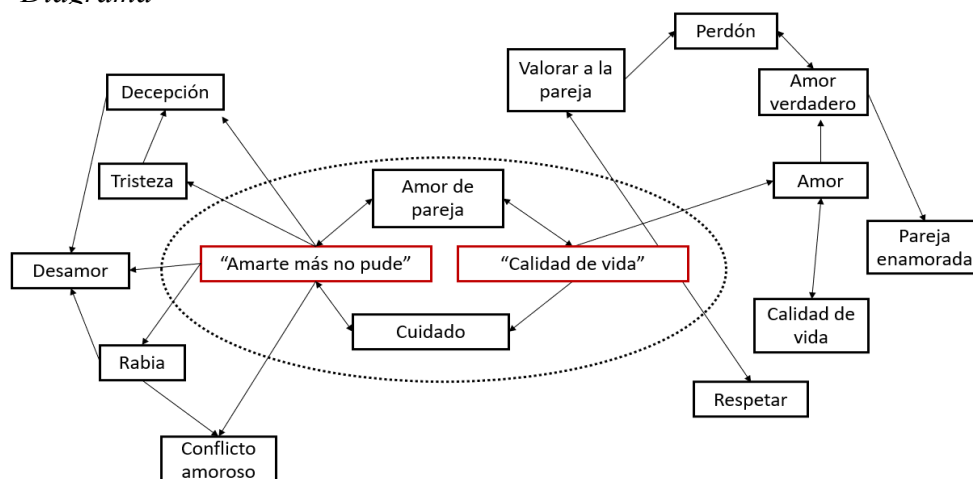 Diagrama
Perdón
Valorar a la
pareja
Amor
verdadero
Decepción
Tristeza
Amor de
pareja
Amor
Pareja
enamorada
Desamor
“Amarte más no pude”
“Calidad de vida”
Calidad de
vida
Cuidado
Rabia
Respetar
Conflicto
amoroso